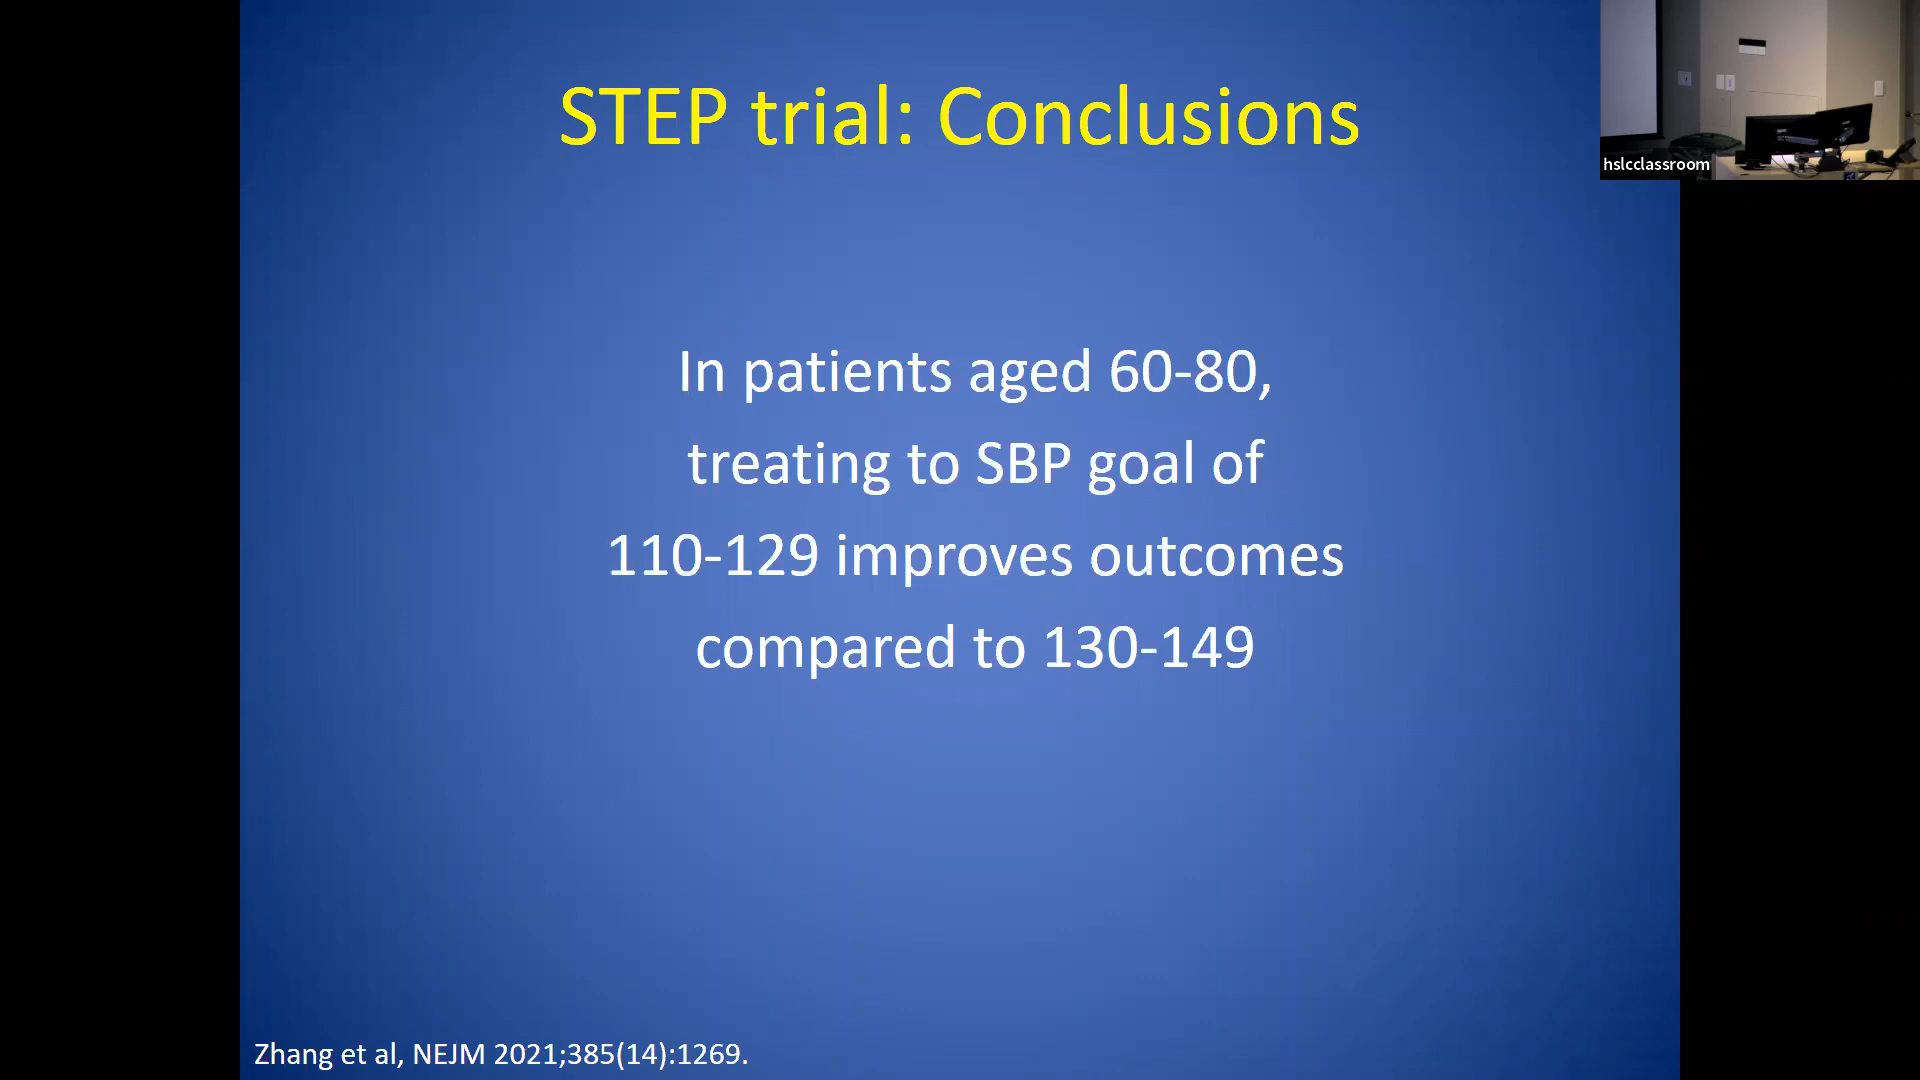 STEP trial: Conclusions
hslcclassroom
In patients aged 60-80,
treating to SBP goal of
110-129 improves outcomes
compared to 130-149
Zhang et al, NEJM 2021;385(14):1269.